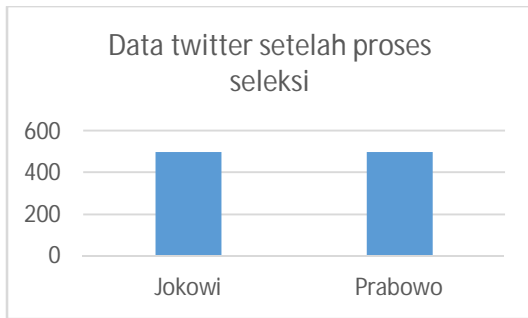 Data twitter setelah proses
seleksi
600
400
200
0
Jokowi Prabowo